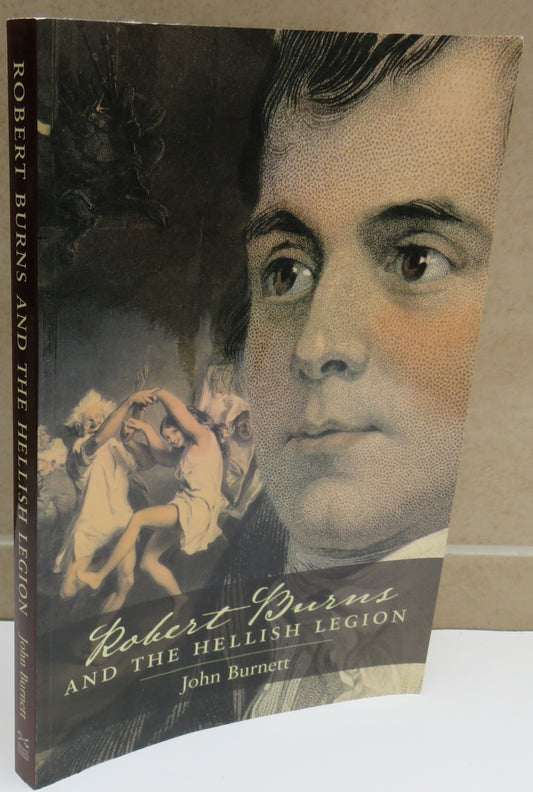 ROBERT BURNS AND THE HELLISH LEGION John Burnett
Robert Burns
AND THE HELLISH LEGION
John Burnett